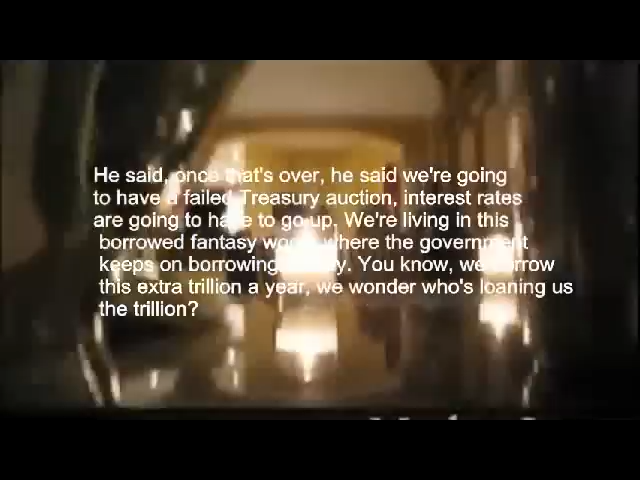 He said, once that's over, he said we're going
to have a failed Treasury auction, interest rates
are going to have to go up. We're living in this
borrowed fantasy world where the government
keeps on borrowing money. You know, we borrow
this extra trillion a year, we wonder who's loaning us
the trillion?